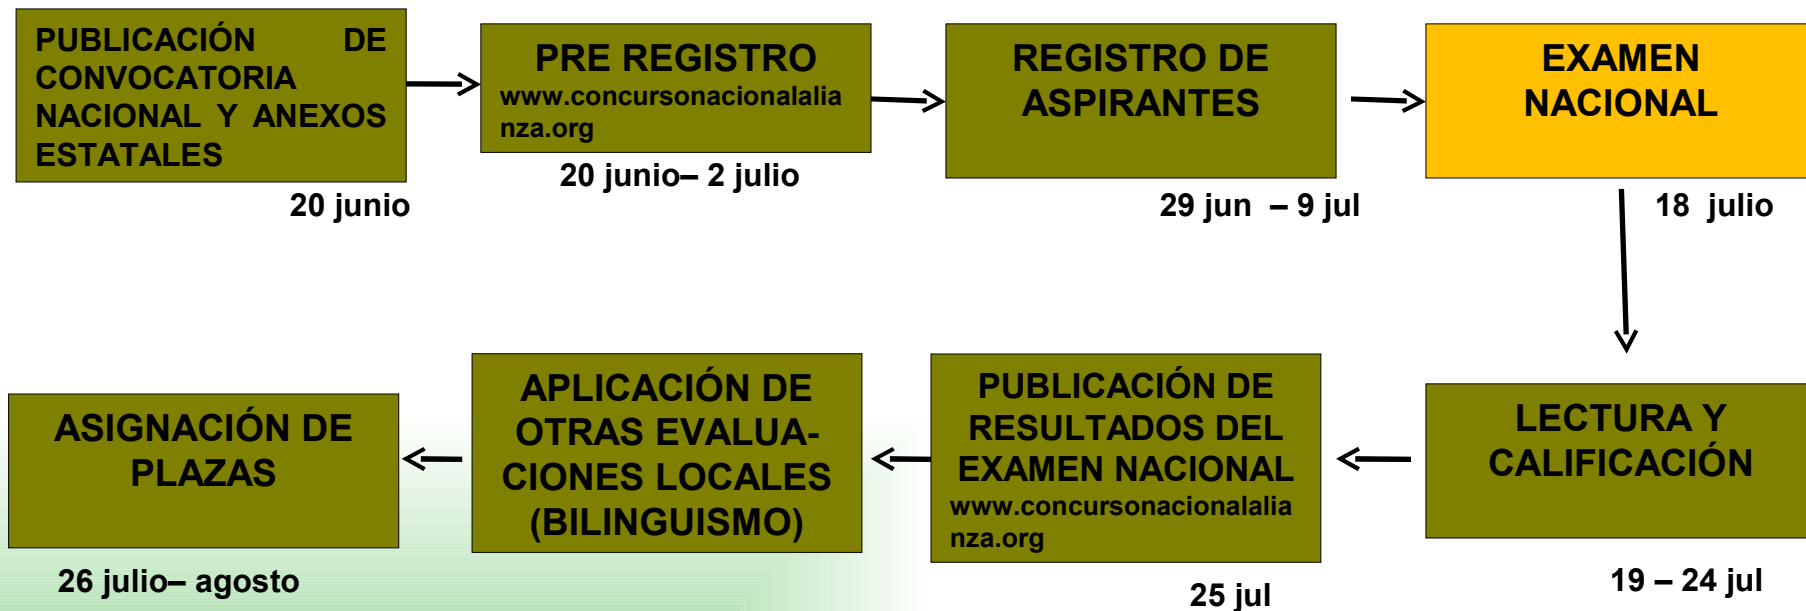 PUBLICACIÓN DE
CONVOCATORIA
NACIONAL Y ANEXOS
ESTATALES
20 junio
PRE REGISTRO
www.concursonacionalalia
nza.org
20 junio– 2 julio
REGISTRO DE
ASPIRANTES
29 jun – 9 jul
EXAMEN
NACIONAL
18 julio
LECTURA Y
CALIFICACIÓN
19 – 24 jul
PUBLICACIÓN DE
RESULTADOS DEL
EXAMEN NACIONAL
www.concursonacionalalia
nza.org
25 jul
APLICACIÓN DE
OTRAS EVALUA-
CIONES LOCALES
(BILINGUISMO)
ASIGNACIÓN DE
PLAZAS
26 julio– agosto